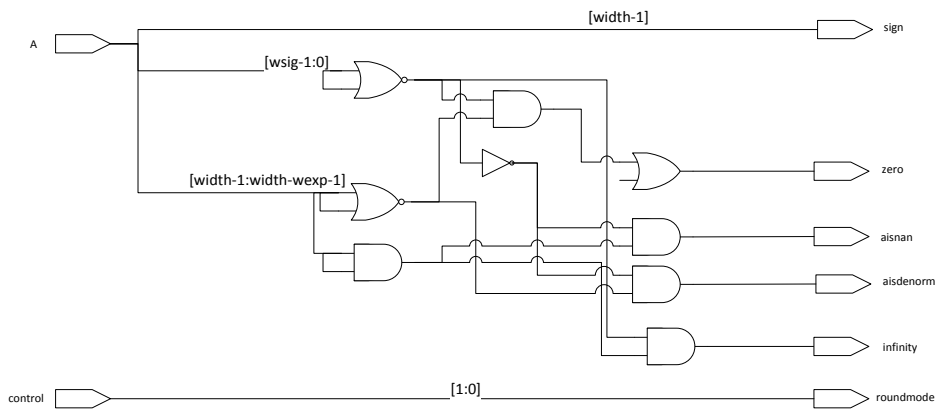 [width-1]
sign
A
[wsig-1:0]
zero
[width-1:width-wexp-1]
aisnan
aisdenorm
infinity
control
[1:0]
roundmode